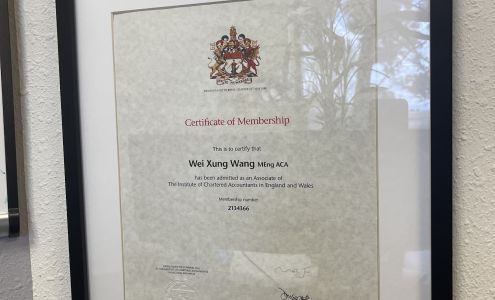 Certificate of Membership
This is to certify that
Wei Xung Wang MEng ACA
has been admitted as an Associate of
The Institute of Chartered Accountants in England and Wales
Membership number
2134366